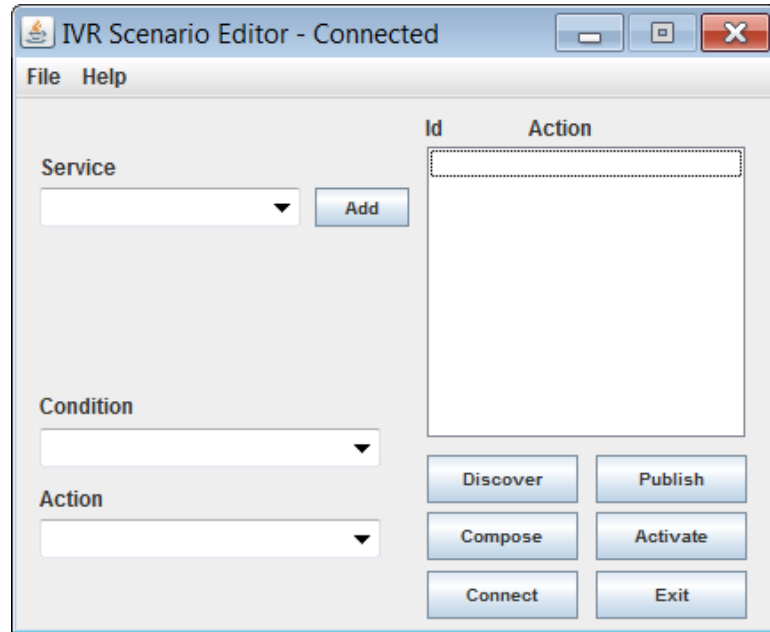 IVR Scenario Editor - Connected
File Help
Id Action
Service
Add
Condition
Action
Discover Publish
Compose Activate
Connect Exit